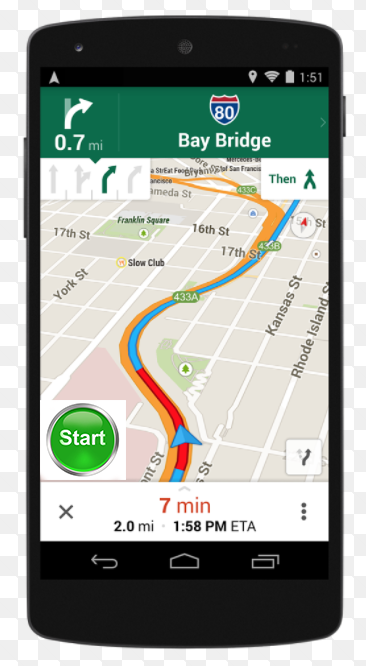 1:51
80
Bay Bridge
0.7 mi
Then
433C
Franklin Square
17th St
16th St
17th
St
433B
Slow Club
York St
433A
Kansas St
Rhode Island
Start
St
7 min
2.0 mi · 1:58 PM ETA